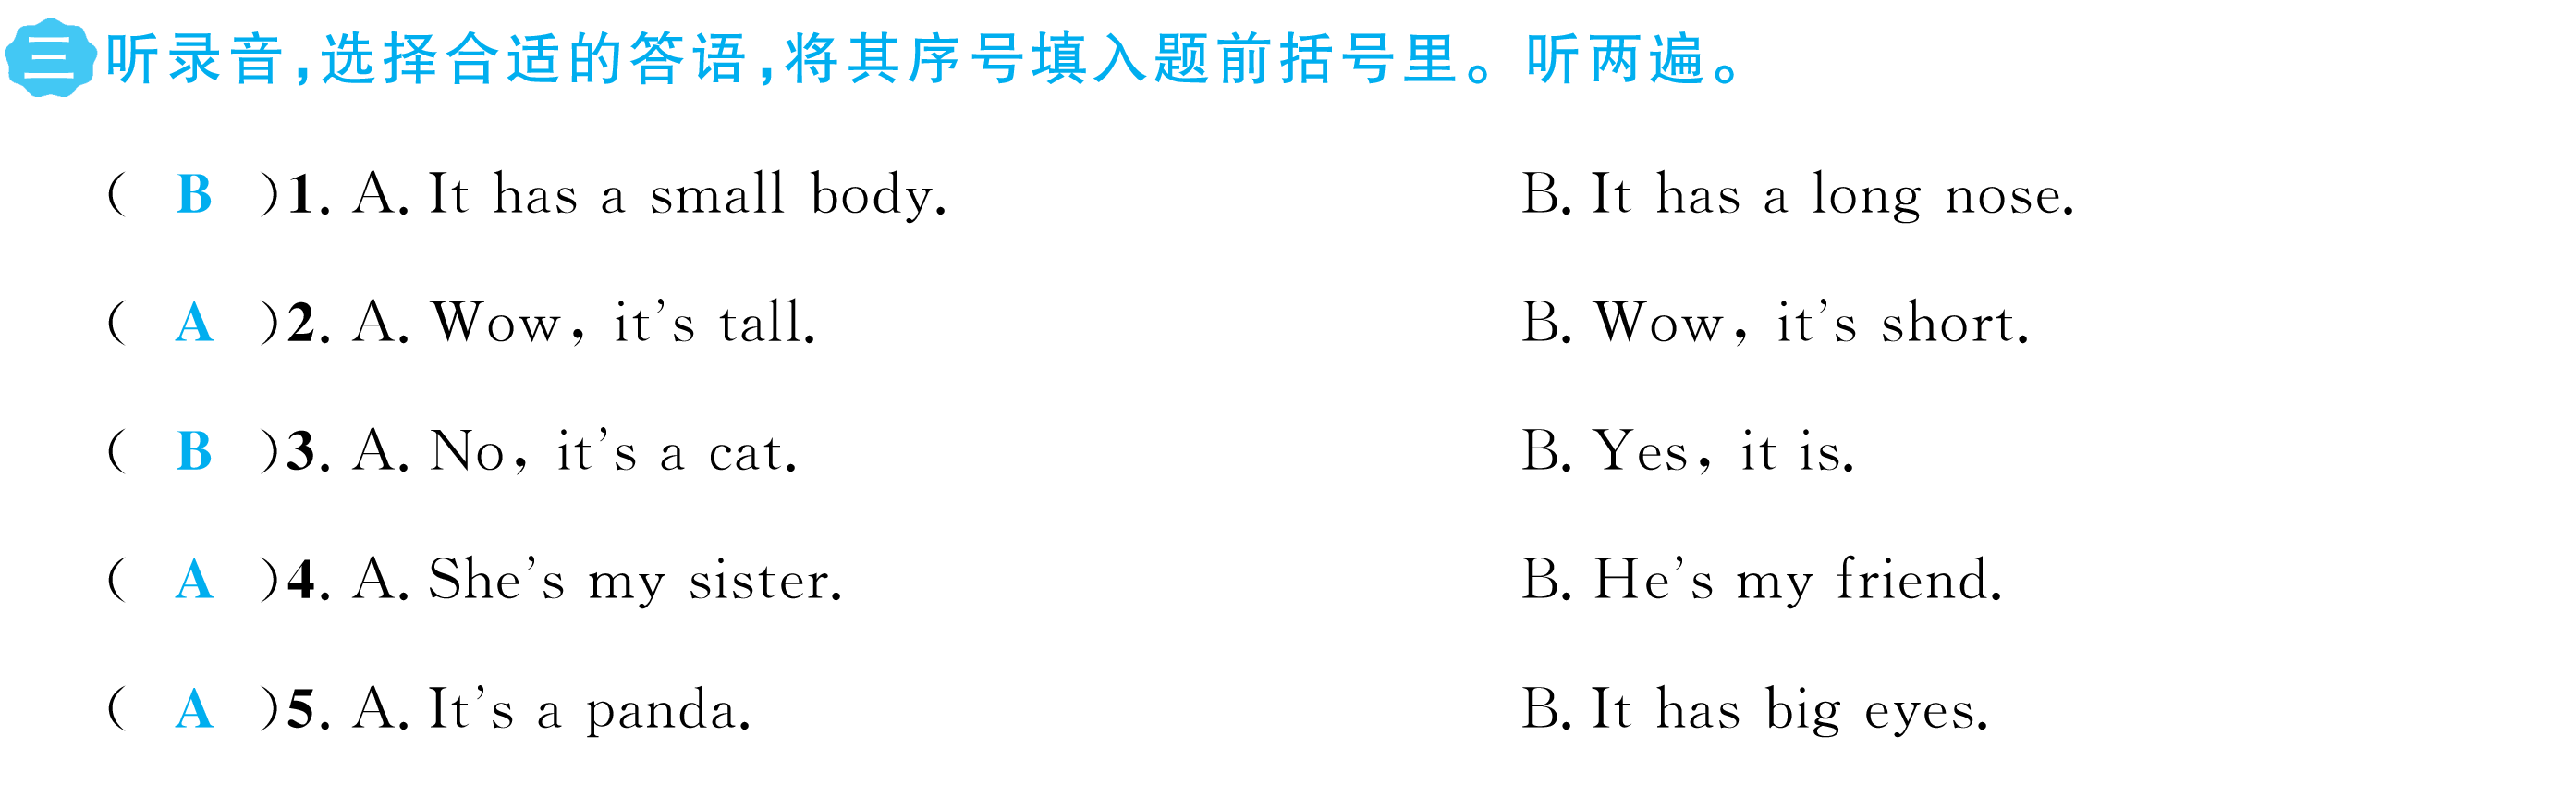 三 听录音,选择合适的答语,将其序号填入题前括号里。听两遍。
( B )1. A. It has a small body. B. It has a long nose.
( A )2. A. Wow, it's tall. B. Wow, it's short.
( B )3. A. No, it's a cat. B. Yes, it is.
( A )4. A. She's my sister. B. He's my friend.
( A )5. A. It's a panda. B. It has big eyes.